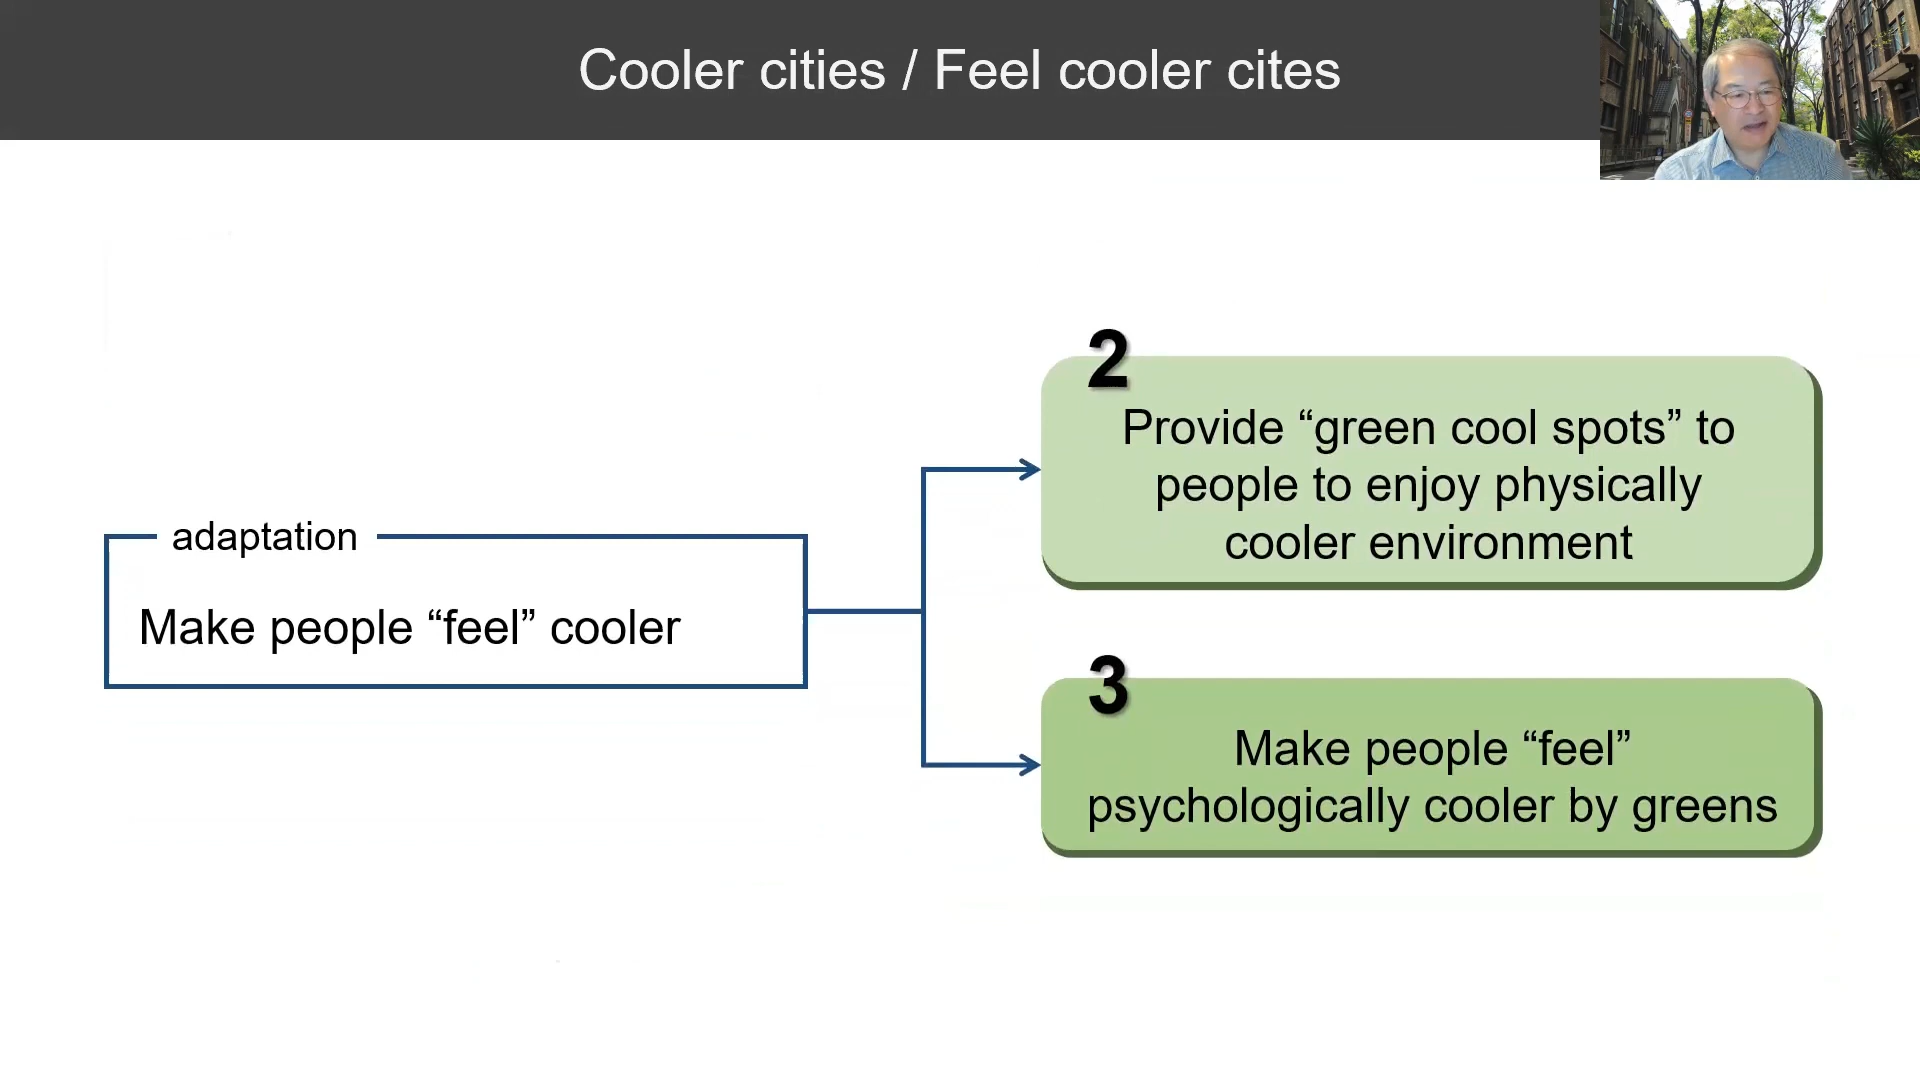 Cooler cities / Feel cooler cites
adaptation
Make people “feel” cooler
2
Provide “green cool spots” to
people to enjoy physically
cooler environment
3
Make people “feel”
psychologically cooler by greens